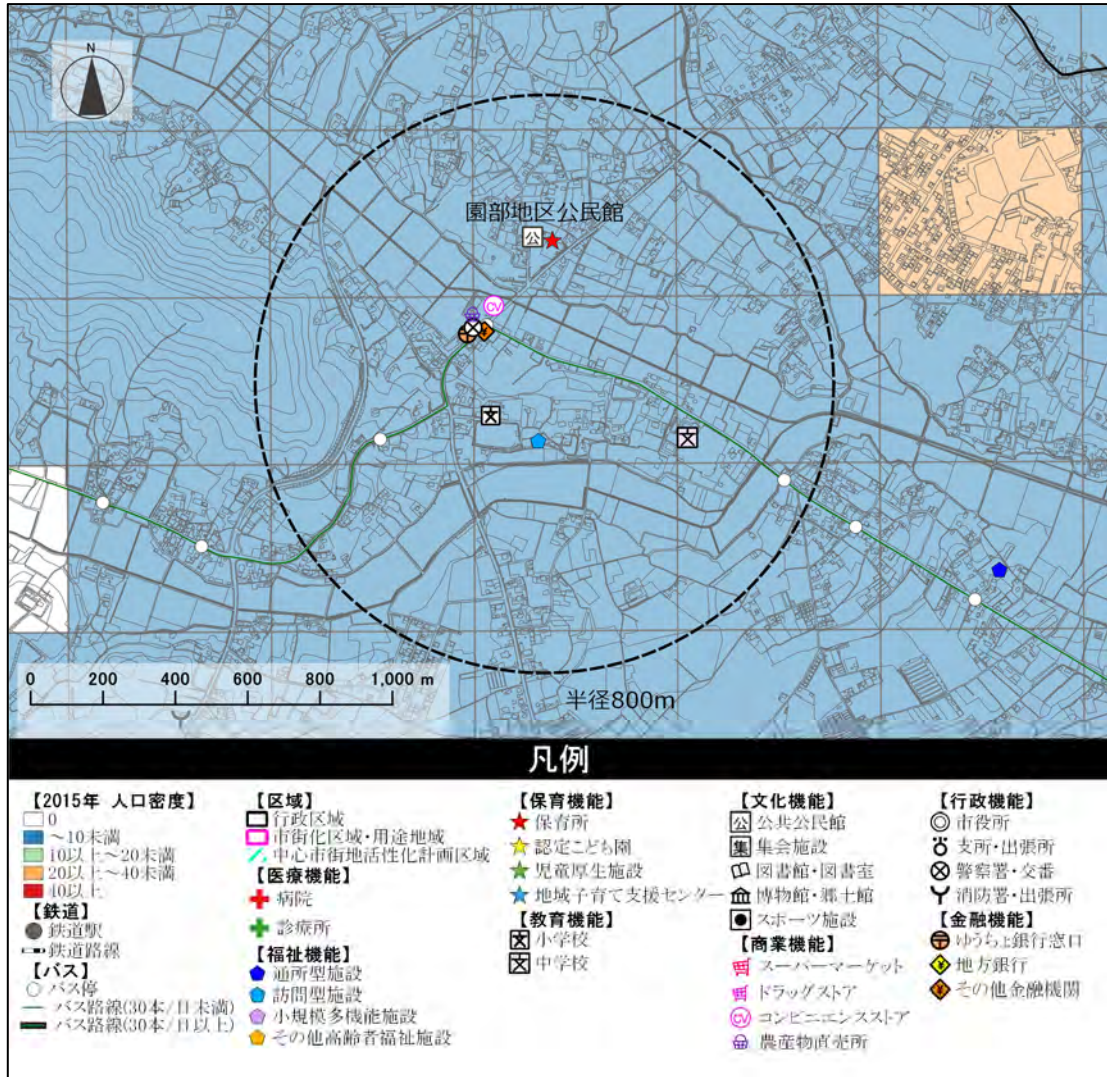 N
園部地区公民館
公
CV
¥
文
文
0 200 400 600 800 1,000 m
半径800m
凡例
【2015年 人口密度】
0
~10未満
10以上~20未満
20以上~40未満
40以上
【鉄道】
鉄道駅
鉄道路線
【バス】
バス停
バス路線(30本/日未満)
バス路線(30本/日以上)
【区域】
行政区域
市街化区域・用途地域
中心市街地活性化計画区域
【医療機能】
病院
診療所
【福祉機能】
通所型施設
訪問型施設
小規模多機能施設
その他高齢者福祉施設
【保育機能】
保育所
認定こども園
児童厚生施設
地域子育て支援センター
【教育機能】
文 小学校
文 中学校
【文化機能】
公 公共公民館
集 集会施設
図書館・図書室
博物館・郷土館
スポーツ施設
【商業機能】
スーパーマーケット
ドラッグストア
CV コンビニエンスストア
農産物直売所
【行政機能】
市役所
支所・出張所
警察署・交番
消防署・出張所
【金融機能】
ゆうちょ銀行窓口
¥ 地方銀行
¥ その他金融機関